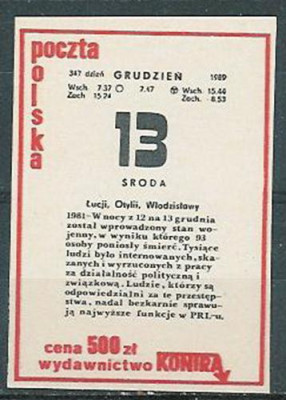 poczta
polska
347 dzień GRUDZIEŃ 1989
Wsch. 7.37 7.47 Wsch. 15.44
Zach 15.24 Zach. 8.53
13
ŚRODA
Łucji, Otylii, Włodzisławy
1981-W nocy z 12 na 13 grudnia
został wprowadzony stan wo-
jenny, w wyniku którego 93
osoby poniosły śmierć. Tysiące
ludzi było internowanych, ska-
zanych i wyrzuconych z pracy
za działalność polityczną i
związkową. Ludzie, którzy są
odpowiedzialni za te przestęp-
stwa, nadal bezkarnie sprawu-
ją najwyższe funkcje w PRL-u.
cena 500 zł
wydawnictwo KONTRA